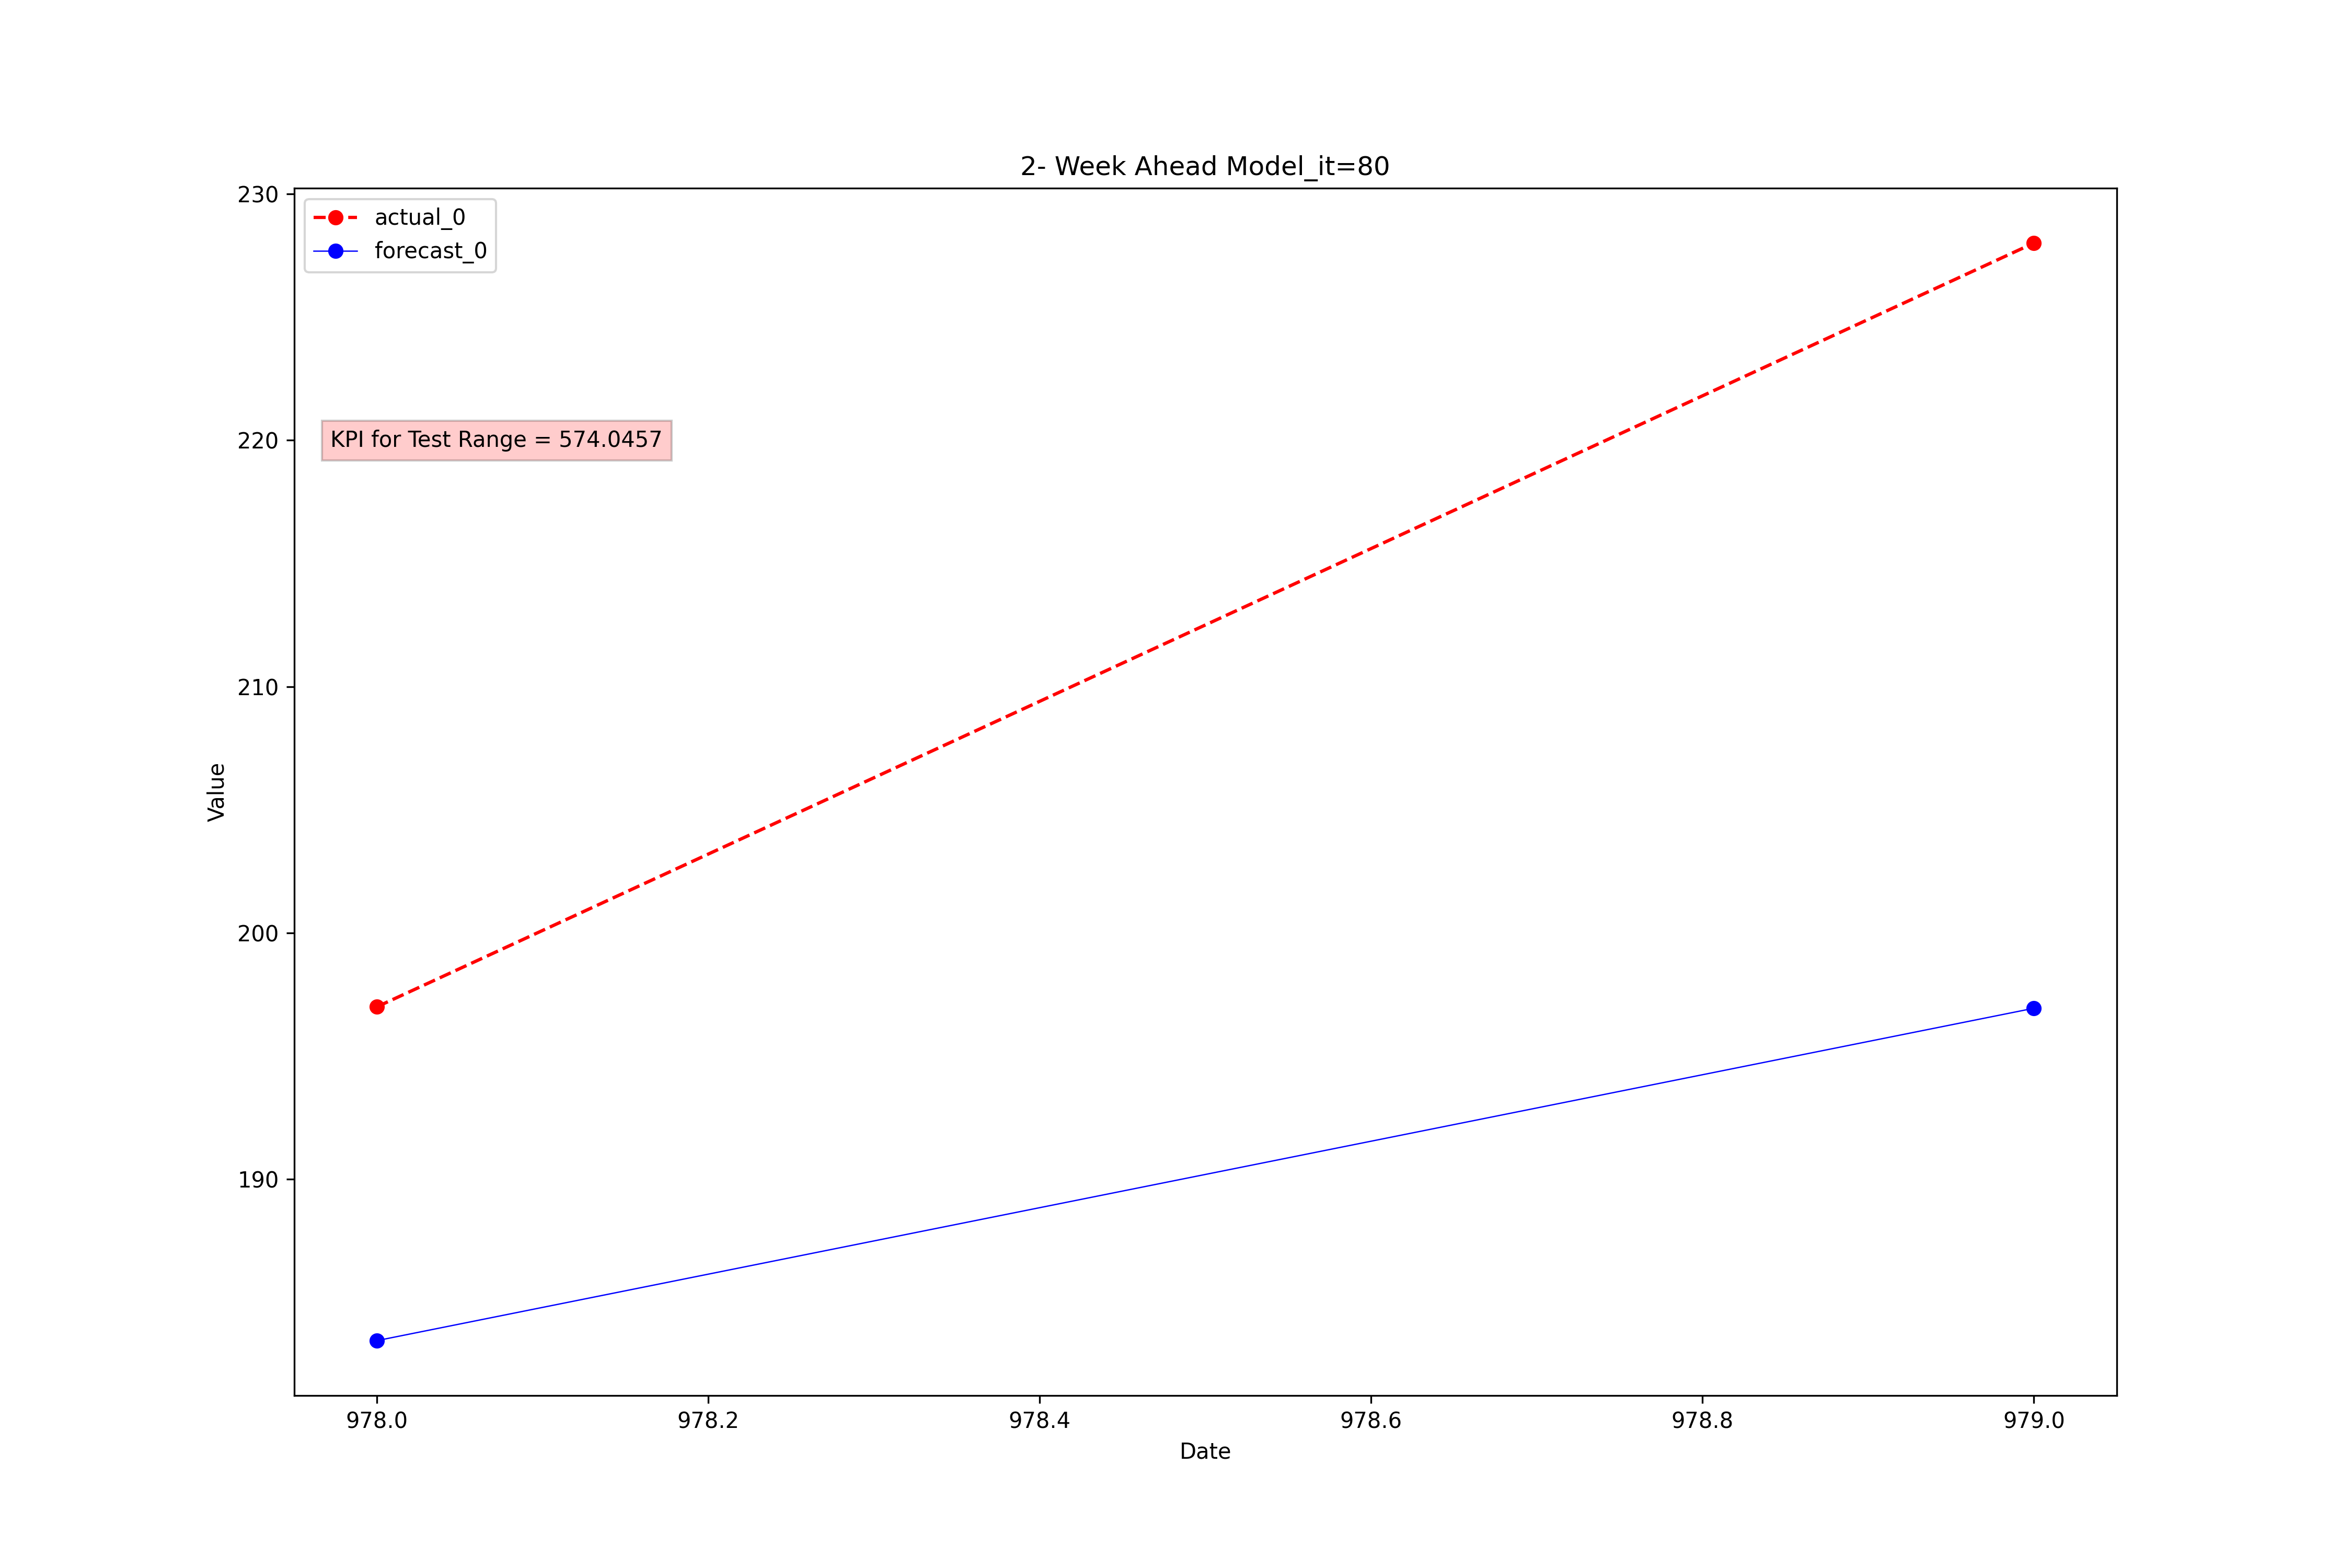 2- Week Ahead Model_it=80
230
actual_0
forecast_0
KPI for Test Range = 574.0457
220
210
Value
200
190
978.0 978.2 978.4 978.6 978.8 979.0
Date